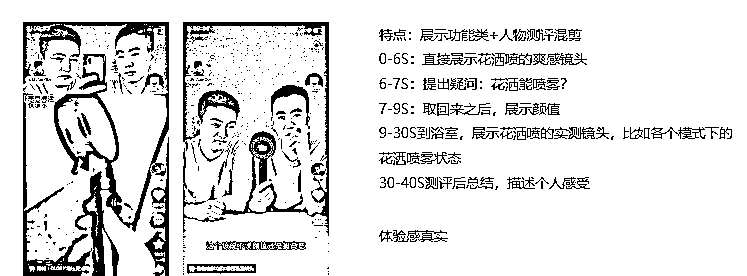 特点：展示功能类+人物测评混剪
0-6S：直接展示花洒喷的爽感镜头
6-7S：提出疑问：花洒能喷雾？
7-9S：取回来之后，展示颜值
9-30S到浴室，展示花洒喷的实测镜头，比如各个模式下的
花洒喷雾状态
30-40S测评后总结，描述个人感受
体验感真实